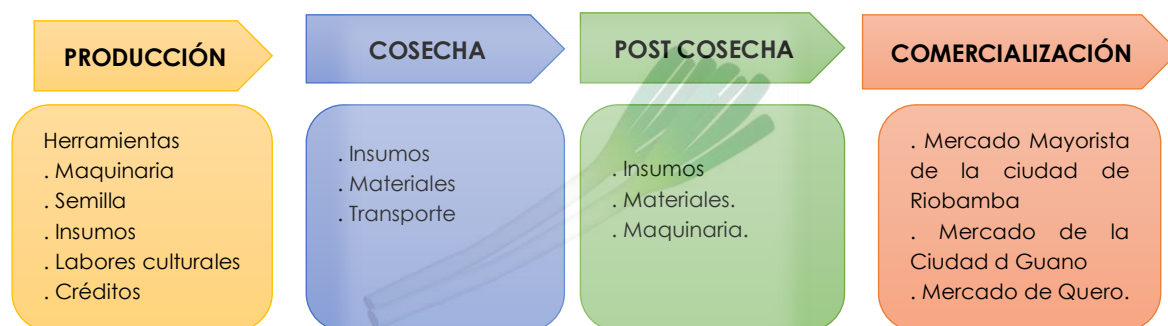 PRODUCCIÓN
Herramientas
. Maquinaria
. Semilla
. Insumos
. Labores culturales
. Créditos
COSECHA
. Insumos
. Materiales
. Transporte
POST COSECHA
. Insumos
. Materiales.
. Maquinaria.
COMERCIALIZACIÓN
. Mercado Mayorista
de la ciudad de
Riobamba
. Mercado de la
Ciudad d Guano
. Mercado de Quero.